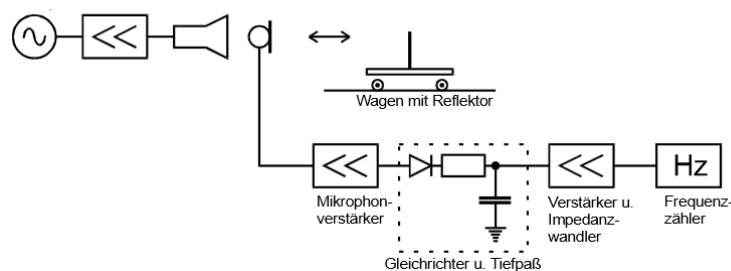 Wagen mit Reflektor
Hz
Mikrophon-
verstärker
Verstärker u.
Impedanz-
wandler
Frequenz-
zähler
Gleichrichter u. Tiefpaß